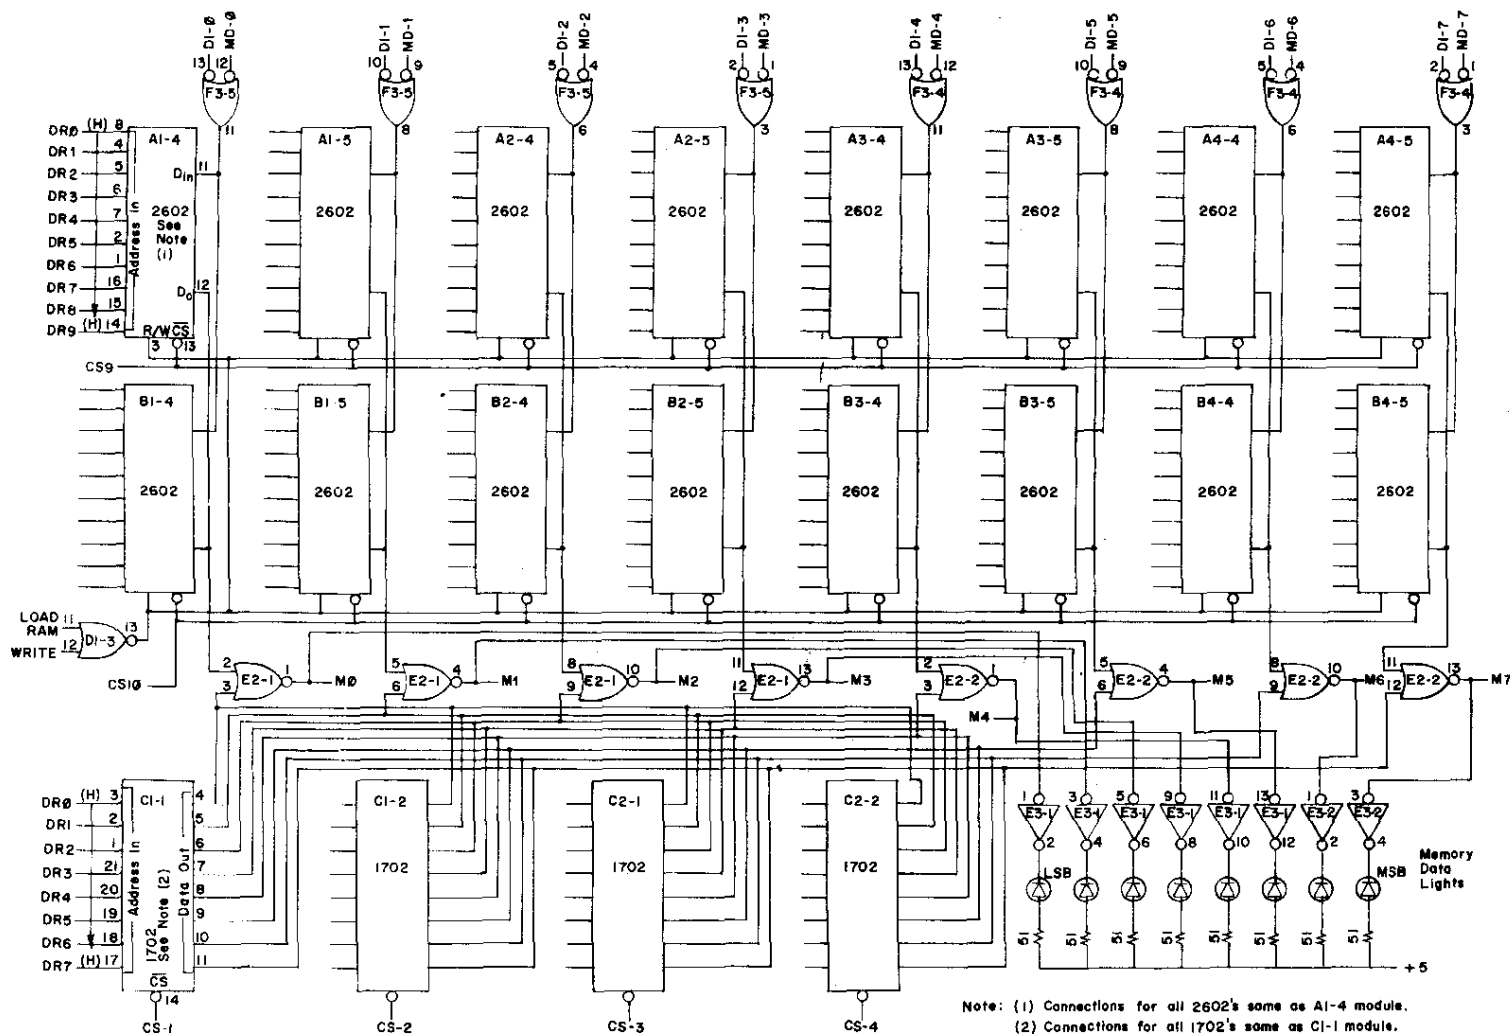 DI-0 MD-0 DI-1 MD-1 DI-2 MD-2 DI-3 MD-3 DI-4 MD-4 DI-5 MD-5 DI-6 MD-6 DI-7 MD-7
13 12 10 9 5 4 2 1 13 12 10 9 5 4 2 1
F3-5 F3-5 F3-5 F3-5 F3-4 F3-4 F3-4 F3-4
11 8 6 3 11 8 6 3
A1-4 A1-5 A2-4 A2-5 A3-4 A3-5 A4-4 A4-5
DRØ (H) 8
DR1 4
DR2 5
DR3 6
DR4 7
DR5 2
DR6 1
DR7 16
DR8 15
DR9 (H) 14
Address in
Din 11
2602 2602 2602 2602 2602 2602 2602 2602
See
Note
(1)
Do 12
R/W CS
3 13
CS9
B1-4 B1-5 B2-4 B2-5 B3-4 B3-5 B4-4 B4-5
2602 2602 2602 2602 2602 2602 2602 2602
LOAD 11
RAM
WRITE 12
D1-3 13
CS1Ø
2 3 E2-1 1 MØ
5 6 E2-1 4 M1
8 9 E2-1 10 M2
11 12 E2-1 13 M3
2 3 E2-2 1 M4
5 6 E2-2 4 M5
8 9 E2-2 10 M6
11 12 E2-2 13 M7
C1-1 C1-2 C2-1 C2-2
DRØ (H) 3
DR1 2
DR2 1
DR3 21
DR4 20
DR5 19
DR6 18
DR7 (H) 17
Address In
1702
See Note (2)
Data Out
4
5
6
7
8
9
10
11
CS
14
1702 1702 1702
CS-1 CS-2 CS-3 CS-4
1 3 5 9 11 13 1 3
E3-1 E3-1 E3-1 E3-1 E3-1 E3-1 E3-2 E3-2
2 4 6 8 10 12 2 4
LSB MSB
Memory
Data
Lights
51 51 51 51 51 51 51 51
+5
Note: (1) Connections for all 2602's same as A1-4 module.
(2) Connections for all 1702's same as C1-1 module.